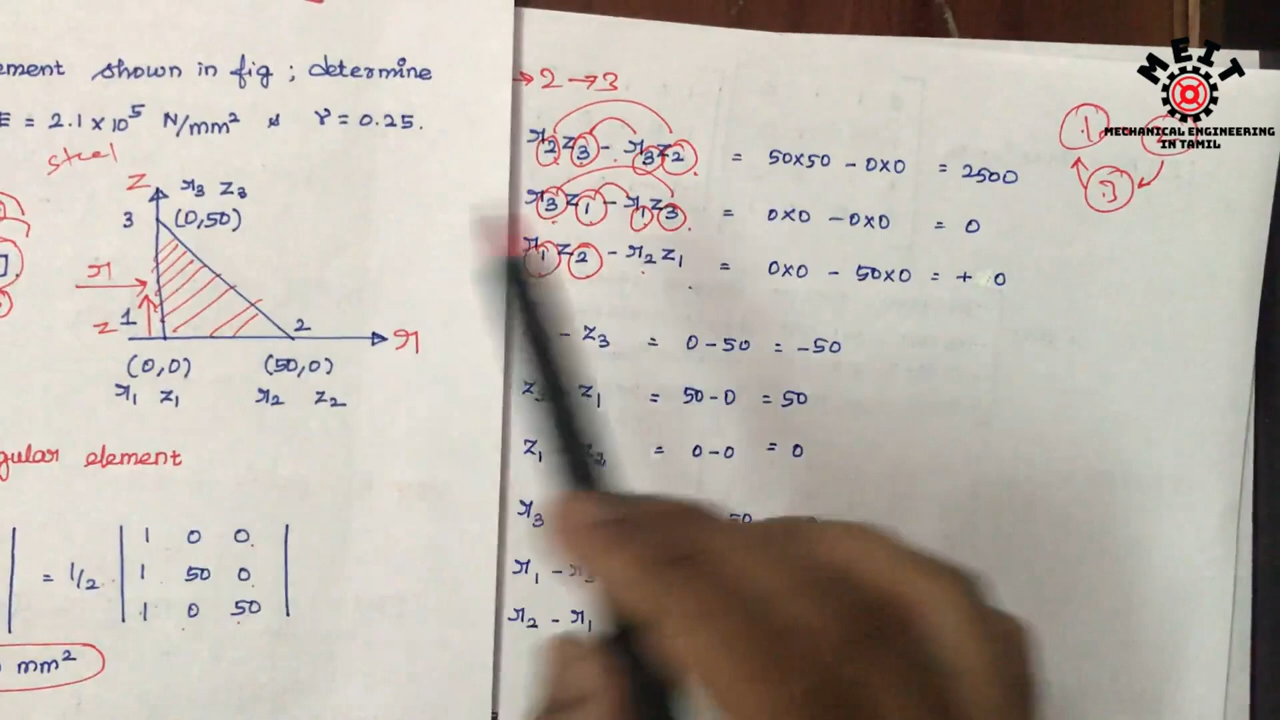 ement shown in fig ; determine
E = 2.1 x 10^5 N/mm² & γ = 0.25.
steel
Z r3 z3
3 (0,50)
r
z 1 2 r
(0,0) (50,0)
r1 z1 r2 z2
gular element
= 1/2 | 1 0 0 |
| 1 50 0 |
| 1 0 50 |
mm²
→ 2 → 3
r2z3 - r3z2 = 50x50 - 0x0 = 2500
r3z1 - r1z3 = 0x0 - 0x0 = 0
r1z2 - r2z1 = 0x0 - 50x0 = + 0
- z3 = 0-50 = -50
z1 = 50-0 = 50
z1 = 0-0 = 0
r3
r1 -
r2 - r1
1
3
MEIT
MECHANICAL ENGINEERING
IN TAMIL